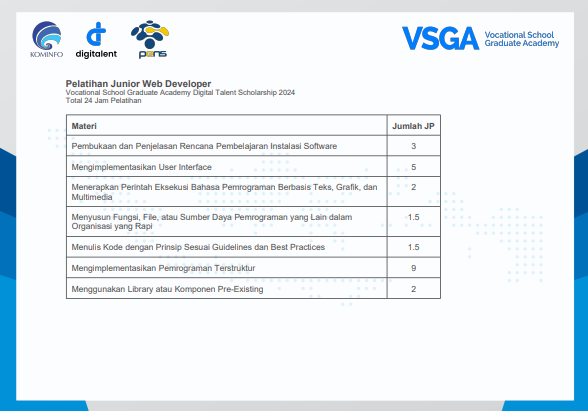 KOMINFO
digitalent
pens
VSGA
Vocational School
Graduate Academy
Pelatihan Junior Web Developer
Vocational School Graduate Academy Digital Talent Scholarship 2024
Total 24 Jam Pelatihan
Materi Jumlah JP
Pembukaan dan Penjelasan Rencana Pembelajaran Instalasi Software 3
Mengimplementasikan User Interface 5
Menerapkan Perintah Eksekusi Bahasa Pemrograman Berbasis Teks, Grafik, dan 2
Multimedia
Menyusun Fungsi, File, atau Sumber Daya Pemrograman yang Lain dalam 1.5
Organisasi yang Rapi
Menulis Kode dengan Prinsip Sesuai Guidelines dan Best Practices 1.5
Mengimplementasikan Pemrograman Terstruktur 9
Menggunakan Library atau Komponen Pre-Existing 2